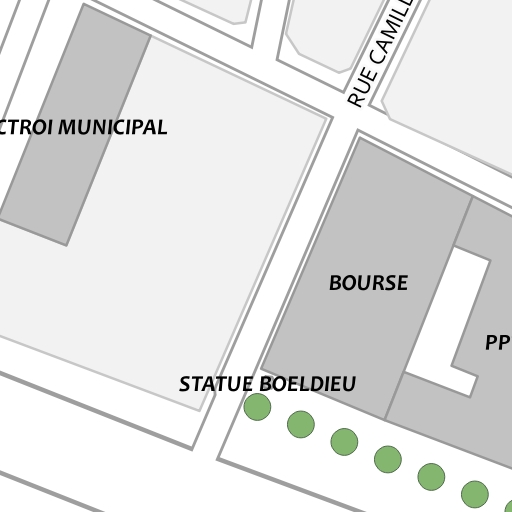 RUE CAMILL
CTROI MUNICIPAL
BOURSE
PP
STATUE BOELDIEU